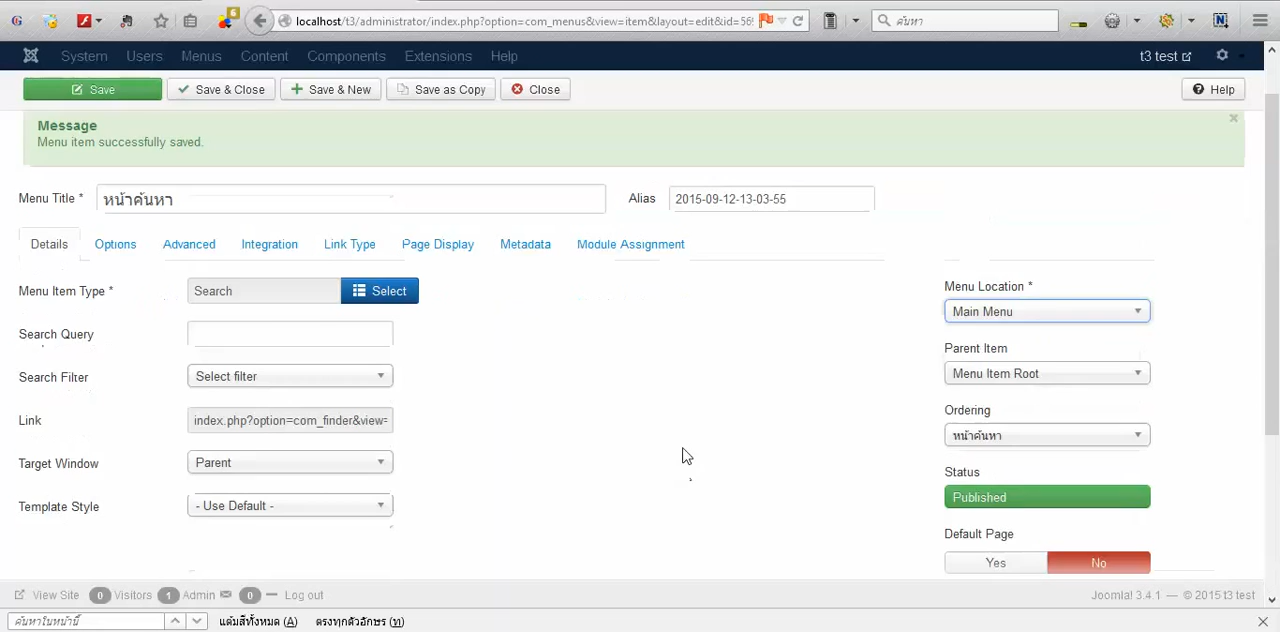 localhost/t3/administrator/index.php?option=com_menus&view=item&layout=edit&id=56
ค้นหา
6
System Users Menus Content Components Extensions Help
t3 test
Save Save & Close Save & New Save as Copy Close Help
Message
Menu item successfully saved.
Menu Title * หน้าค้นหา Alias 2015-09-12-13-03-55
Details Options Advanced Integration Link Type Page Display Metadata Module Assignment
Menu Item Type * Search Select
Search Query
Search Filter Select filter
Link index.php?option=com_finder&view=
Target Window Parent
Template Style - Use Default -
Menu Location *
Main Menu
Parent Item
Menu Item Root
Ordering
หน้าค้นหา
Status
Published
Default Page
Yes No
View Site 0 Visitors 1 Admin 0 Log out
Joomla! 3.4.1 — © 2015 t3 test
ค้นหาในหน้านี้ แต้มสีทั้งหมด (A) ตรงทุกตัวอักษร (ท)